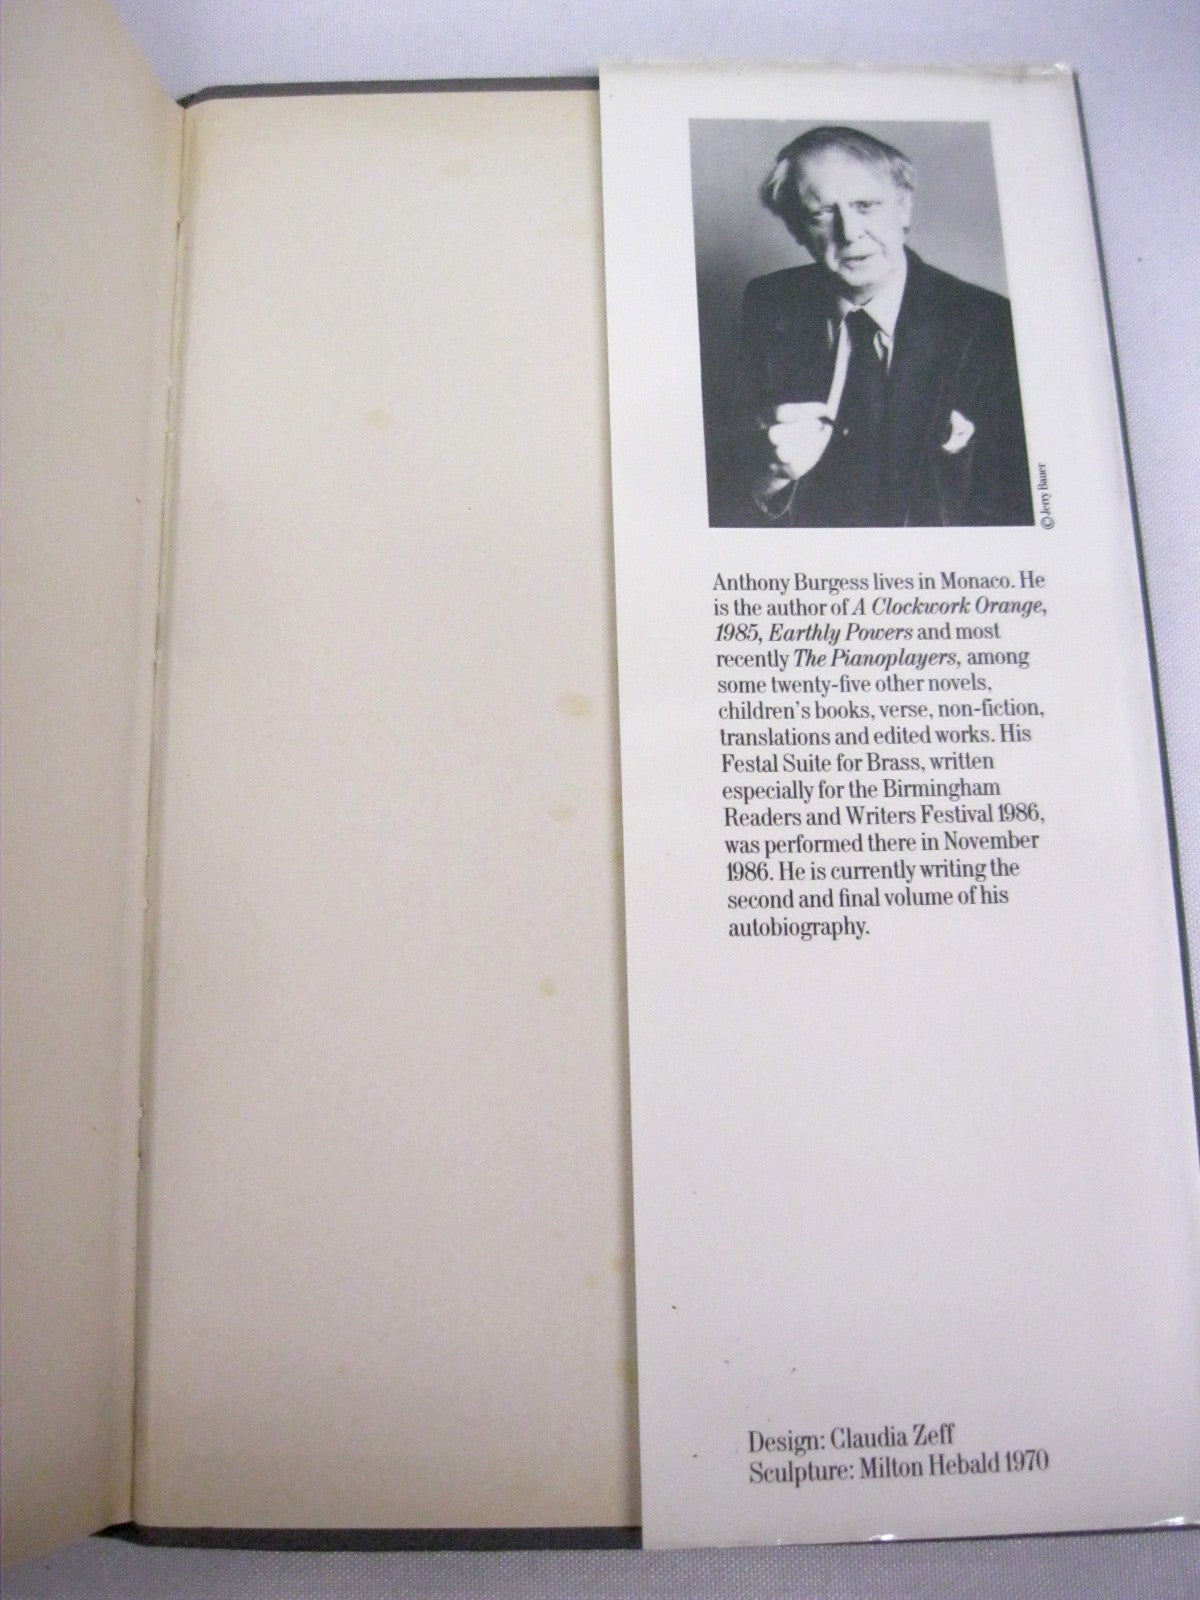 © Jerry Bauer
Anthony Burgess lives in Monaco. He
is the author of A Clockwork Orange,
1985, Earthly Powers and most
recently The Pianoplayers, among
some twenty-five other novels,
children's books, verse, non-fiction,
translations and edited works. His
Festal Suite for Brass, written
especially for the Birmingham
Readers and Writers Festival 1986,
was performed there in November
1986. He is currently writing the
second and final volume of his
autobiography.
Design: Claudia Zeff
Sculpture: Milton Hebald 1970